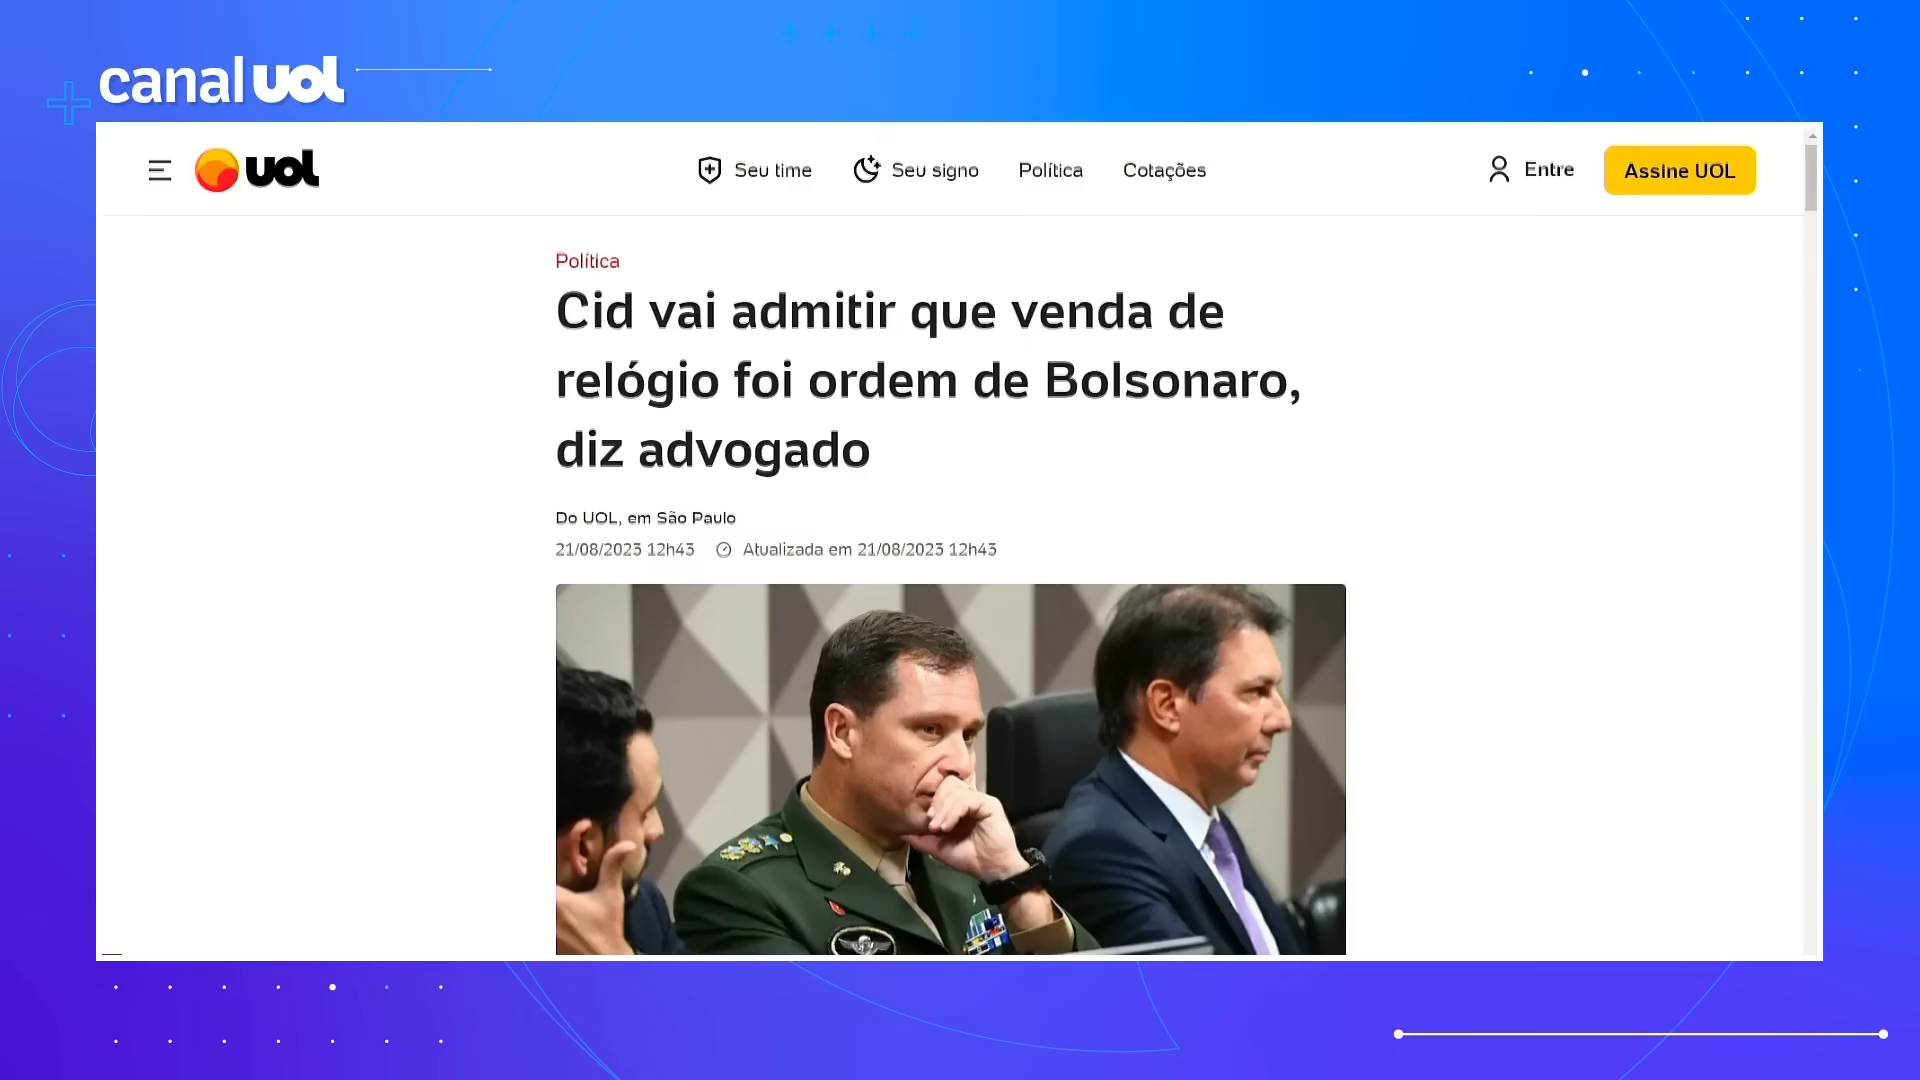 canal uol
uol
Seu time
Seu signo
Política
Cotações
Entre
Assine UOL
Política
Cid vai admitir que venda de
relógio foi ordem de Bolsonaro,
diz advogado
Do UOL, em São Paulo
21/08/2023 12h43
Atualizada em 21/08/2023 12h43